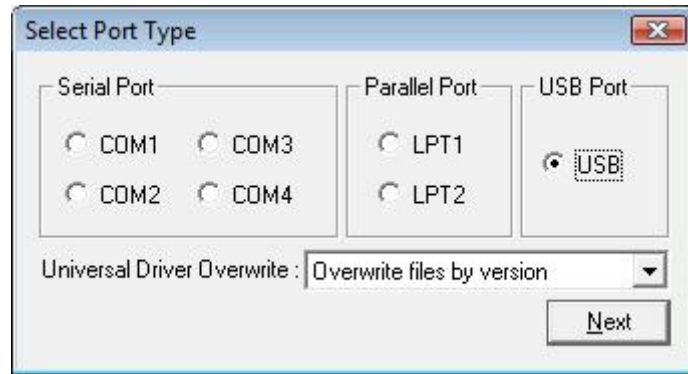 Select Port Type
Serial Port
COM1 COM3
COM2 COM4
Parallel Port
LPT1
LPT2
USB Port
USB
Universal Driver Overwrite : Overwrite files by version
Next